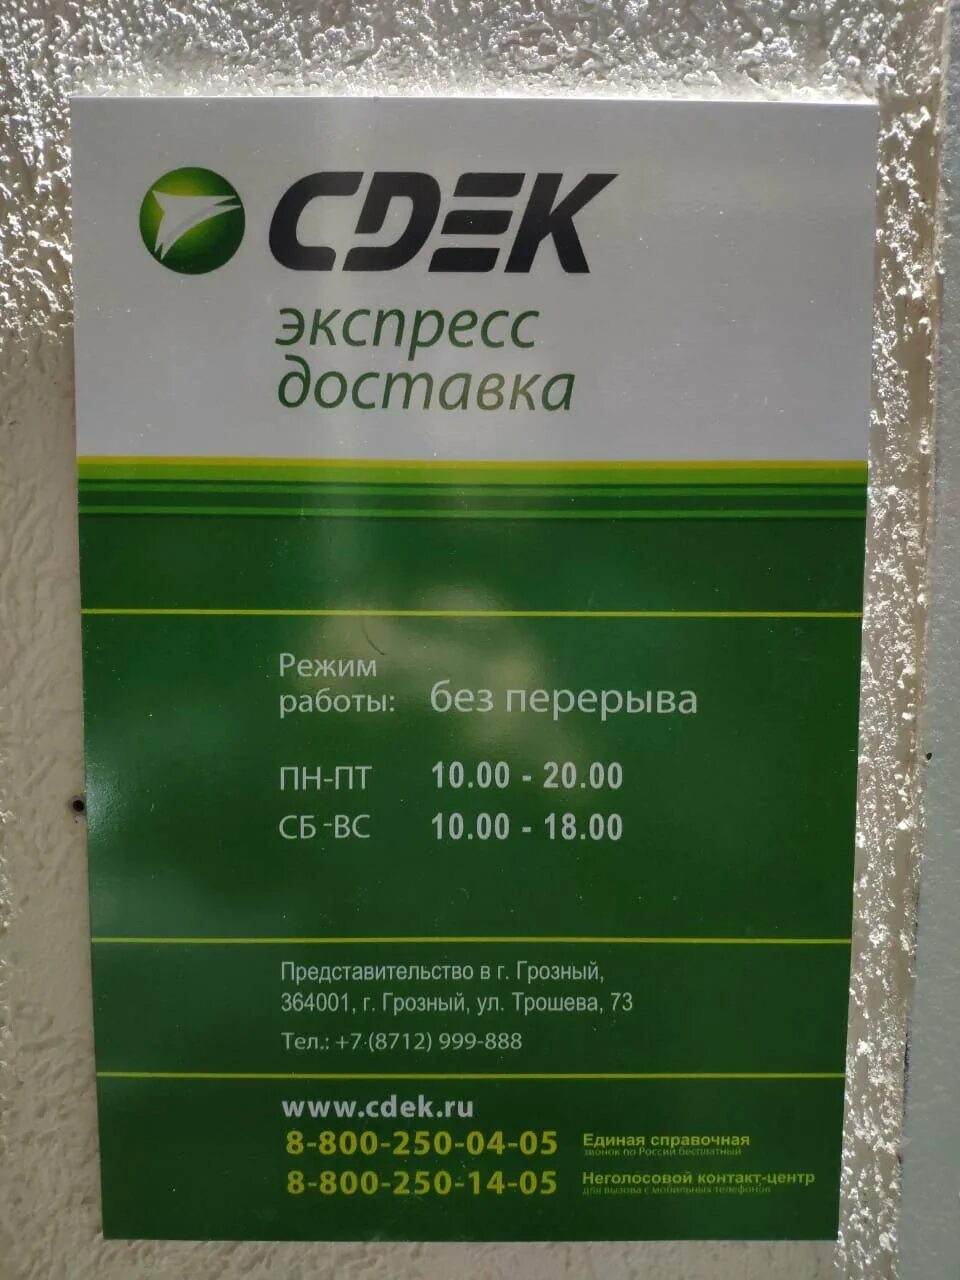 CDEK
экспресс
доставка
Режим
работы: без перерыва
ПН-ПТ 10.00 - 20.00
СБ-ВС 10.00 - 18.00
Представительство в г. Грозный,
364001, г. Грозный, ул. Трошева, 73
Тел.: +7 (8712) 999-888
www.cdek.ru
8-800-250-04-05 Единая справочная
звонок по России бесплатный
8-800-250-14-05 Неголосовой контакт-центр
для вызова с мобильных телефонов